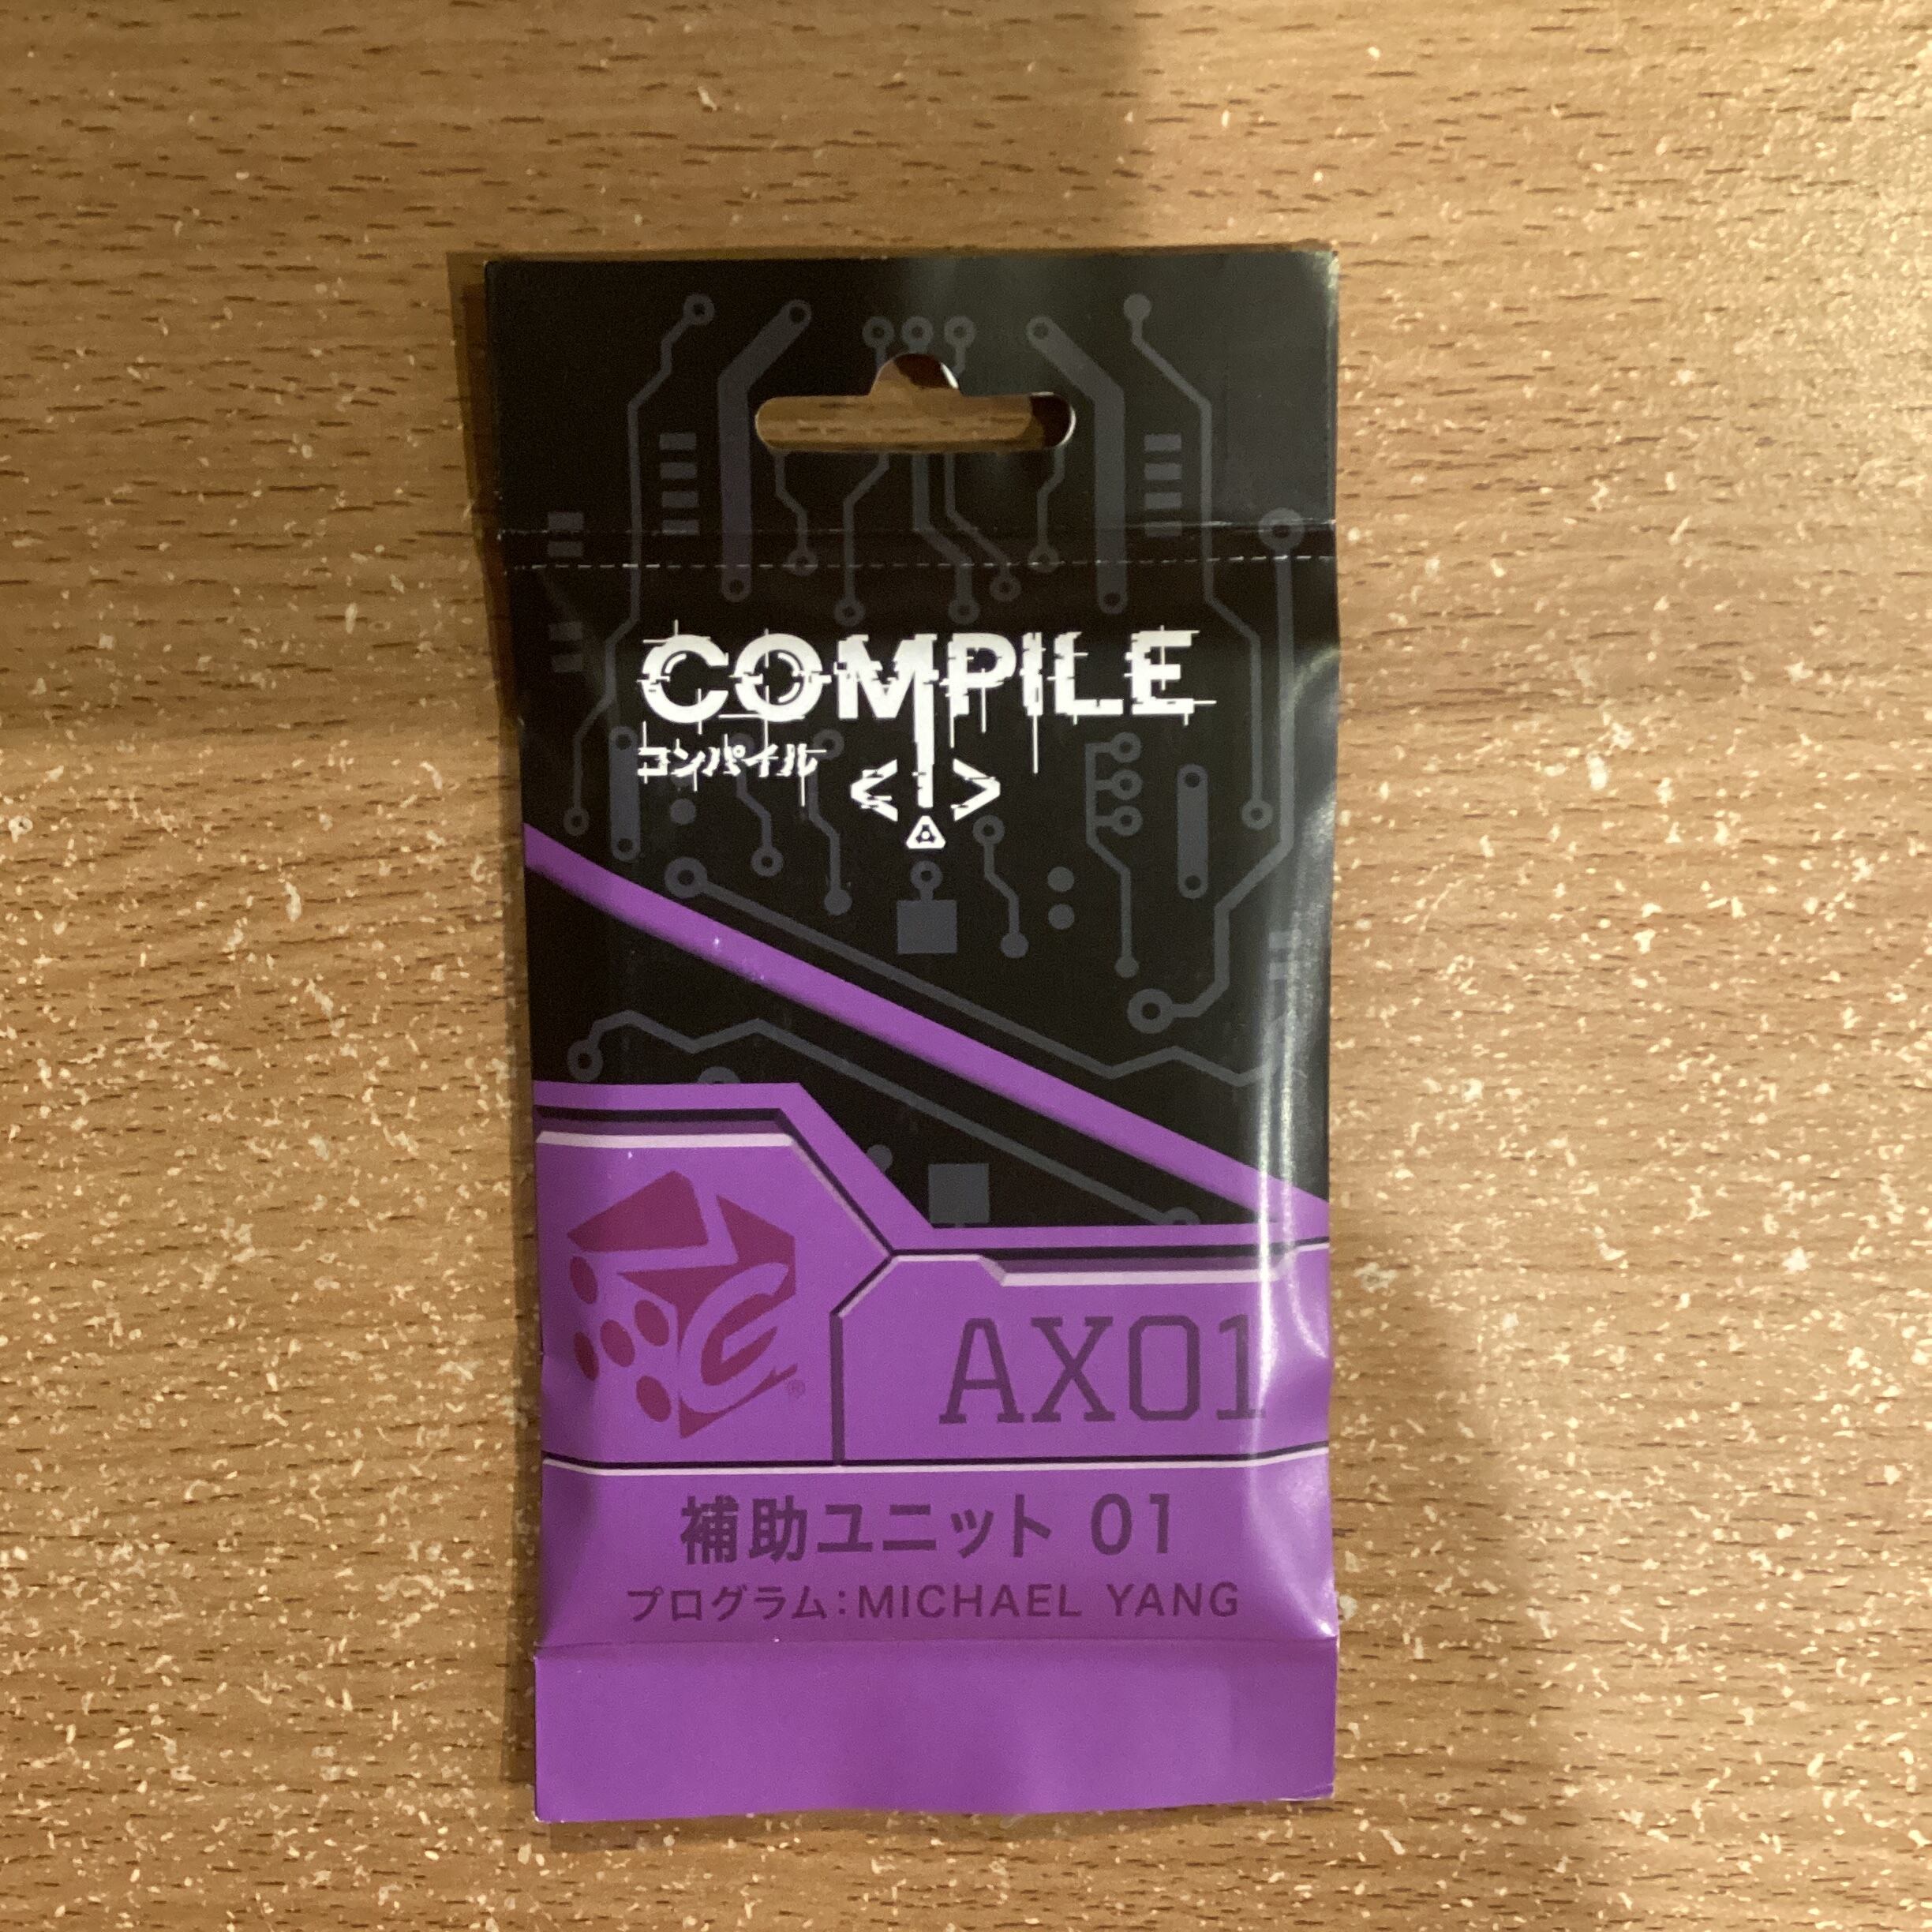 COMPILE
コンパイル
AX01
補助ユニット 01
プログラム:MICHAEL YANG